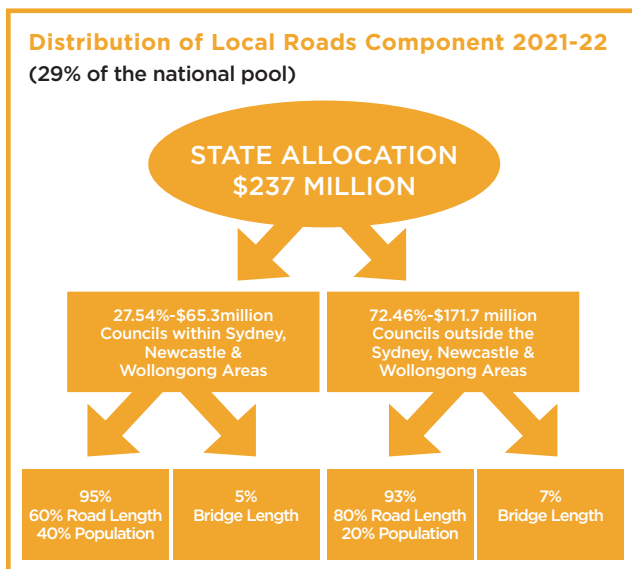 Distribution of Local Roads Component 2021-22
(29% of the national pool)
STATE ALLOCATION
$237 MILLION
27.54%-$65.3million
Councils within Sydney,
Newcastle &
Wollongong Areas
72.46%-$171.7 million
Councils outside the
Sydney, Newcastle &
Wollongong Areas
95%
60% Road Length
40% Population
5%
Bridge Length
93%
80% Road Length
20% Population
7%
Bridge Length